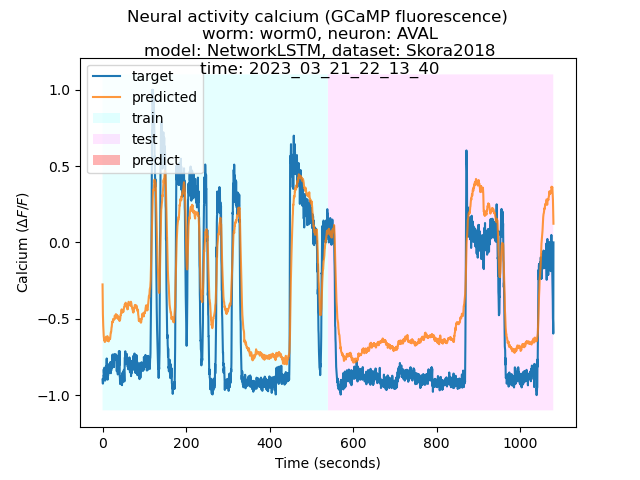 Neural activity calcium (GCaMP fluorescence)
worm: worm0, neuron: AVAL
model: NetworkLSTM, dataset: Skora2018
time: 2023_03_21_22_13_40
target
predicted
train
test
predict
Calcium (ΔF/F)
1.0
0.5
0.0
−0.5
−1.0
0 200 400 600 800 1000
Time (seconds)